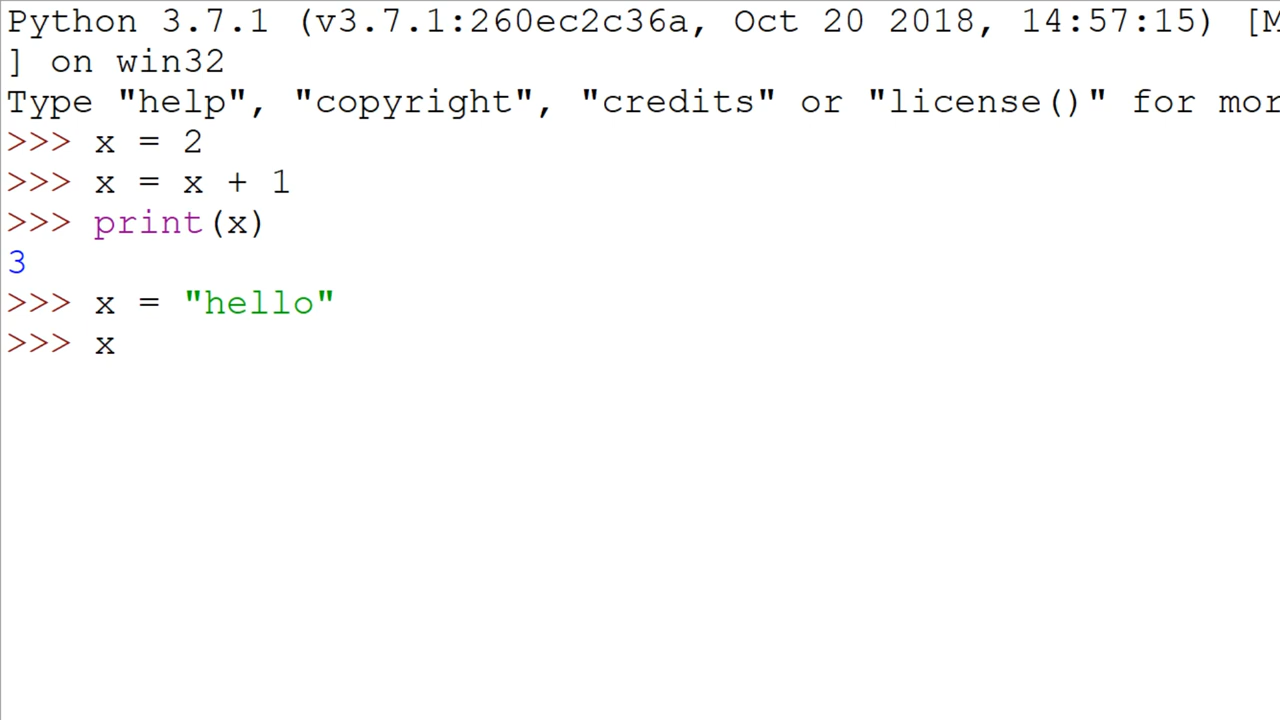 Python 3.7.1 (v3.7.1:260ec2c36a, Oct 20 2018, 14:57:15) [M
] on win32
Type "help", "copyright", "credits" or "license()" for mor
>>> x = 2
>>> x = x + 1
>>> print(x)
3
>>> x = "hello"
>>> x